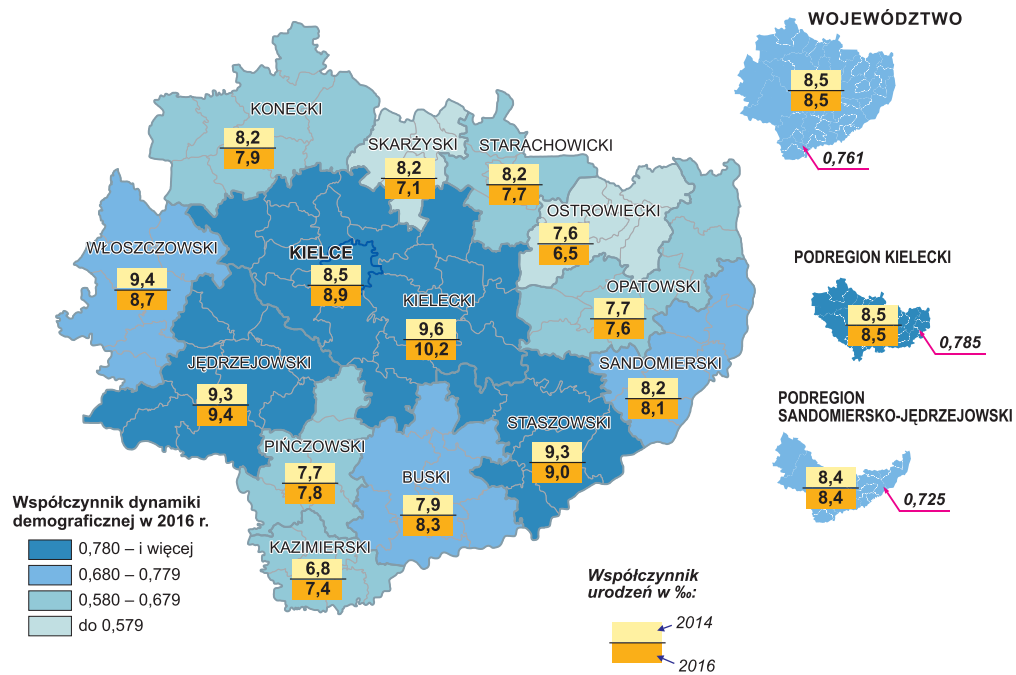 WOJEWÓDZTWO
8,5
8,5
0,761
KONECKI
8,2
7,9
SKARŻYSKI
8,2
7,1
STARACHOWICKI
8,2
7,7
OSTROWIECKI
7,6
6,5
WŁOSZCZOWSKI
9,4
8,7
KIELCE
8,5
8,9
KIELECKI
9,6
10,2
OPATOWSKI
7,7
7,6
PODREGION KIELECKI
8,5
8,5
0,785
JĘDRZEJOWSKI
9,3
9,4
SANDOMIERSKI
8,2
8,1
PODREGION
SANDOMIERSKO-JĘDRZEJOWSKI
8,4
8,4
0,725
STASZOWSKI
9,3
9,0
PIŃCZOWSKI
7,7
7,8
BUSKI
7,9
8,3
KAZIMIERSKI
6,8
7,4
Współczynnik dynamiki
demograficznej w 2016 r.
0,780 – i więcej
0,680 – 0,779
0,580 – 0,679
do 0,579
Współczynnik
urodzeń w ‰:
2014
2016